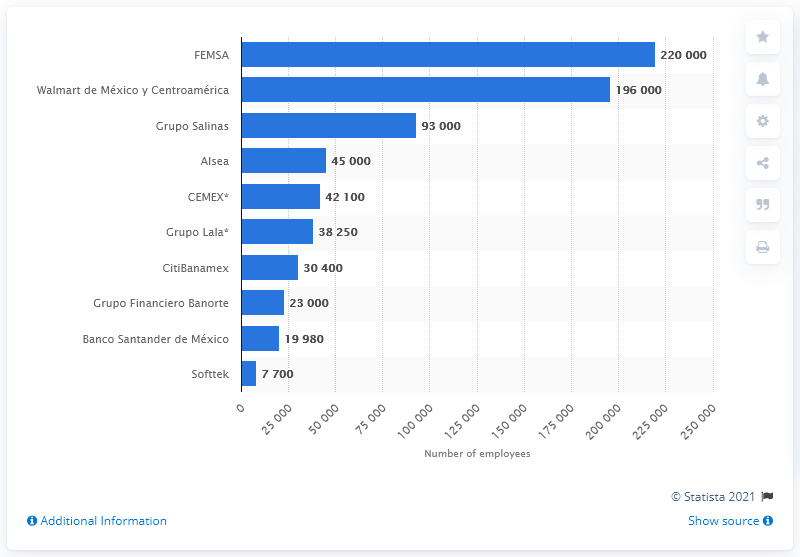 FEMSA 220 000
Walmart de México y Centroamérica 196 000
Grupo Salinas 93 000
Alsea 45 000
CEMEX* 42 100
Grupo Lala* 38 250
CitiBanamex 30 400
Grupo Financiero Banorte 23 000
Banco Santander de México 19 980
Softtek 7 700
0 25 000 50 000 75 000 100 000 125 000 150 000 175 000 200 000 225 000 250 000
Number of employees
© Statista 2021
Additional Information Show source